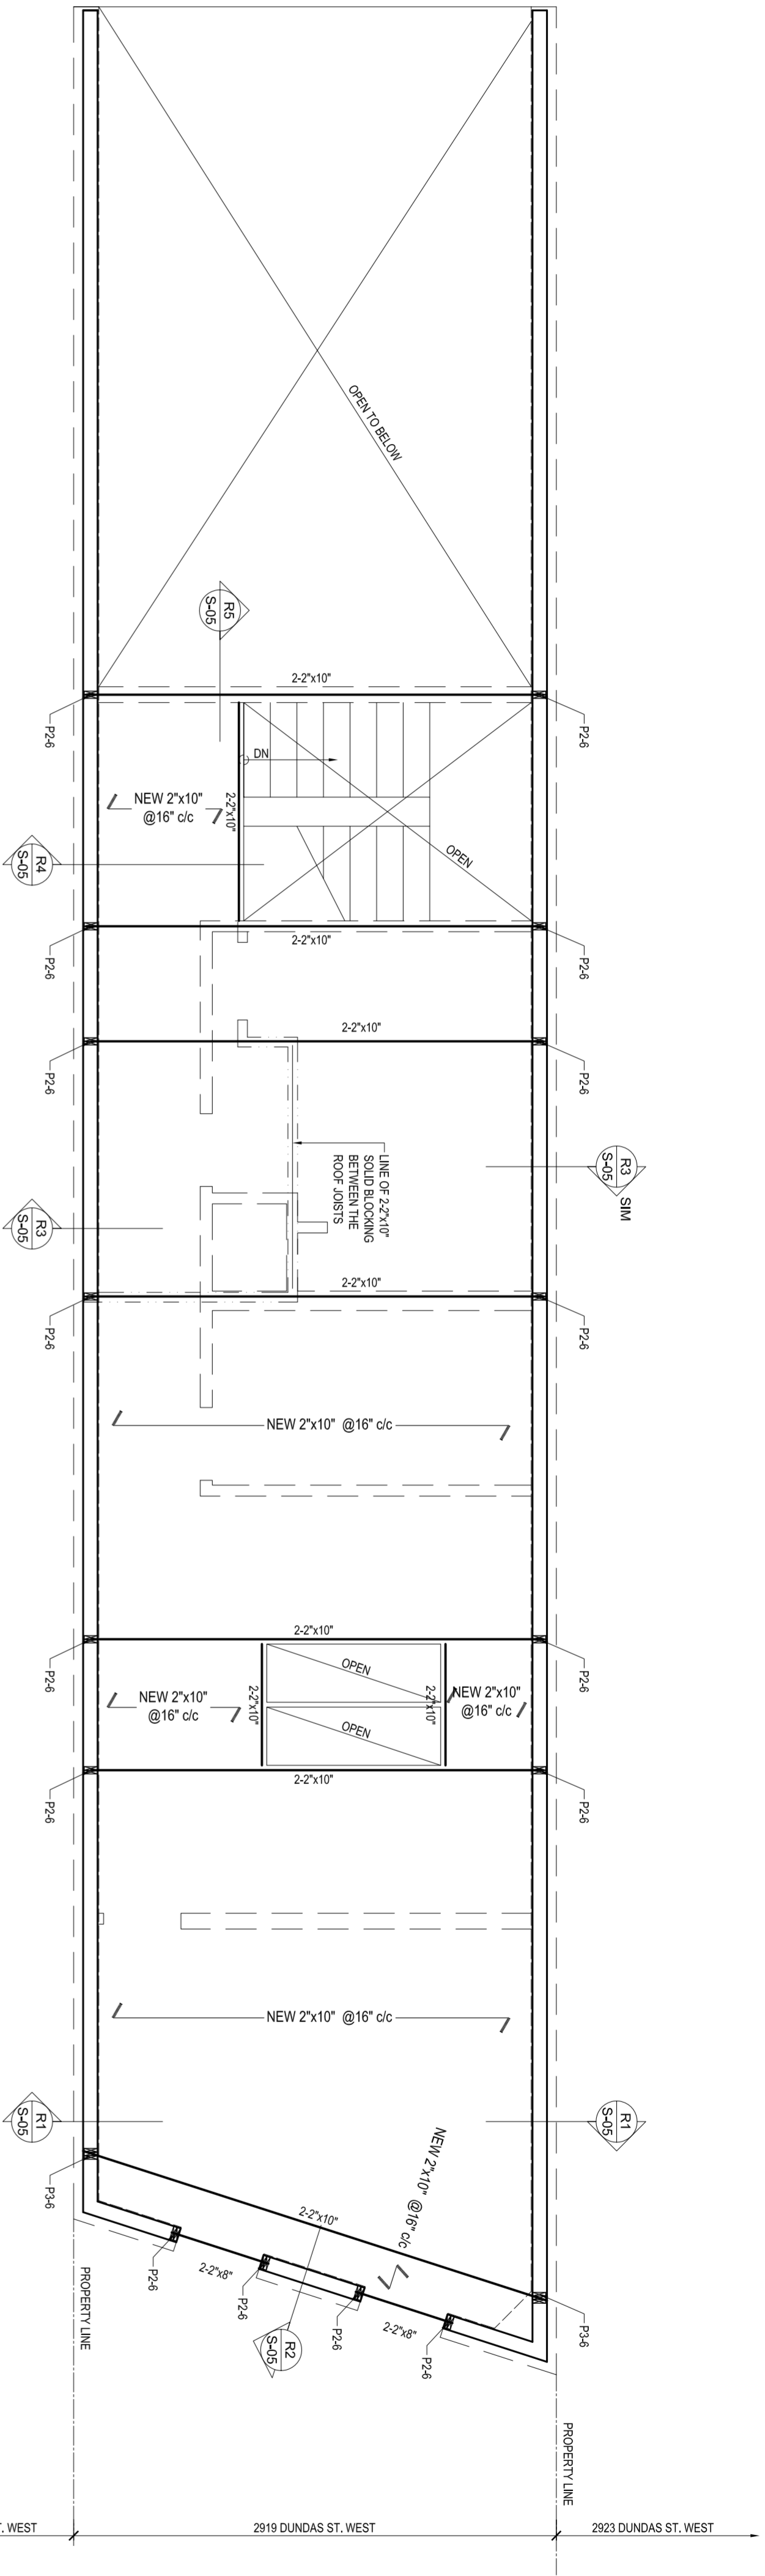 OPEN TO BELOW
R5
S-05
2-2"x10"
P2-6
P2-6
DN
NEW 2"x10"
@16" c/c
2-2"x10"
OPEN
R4
S-05
2-2"x10"
P2-6
P2-6
2-2"x10"
P2-6
P2-6
LINE OF 2-2"x10"
SOLID BLOCKING
BETWEEN THE
ROOF JOISTS
R3
S-05
SIM
R3
S-05
2-2"x10"
P2-6
P2-6
NEW 2"x10" @16" c/c
2-2"x10"
P2-6
P2-6
OPEN
NEW 2"x10"
@16" c/c
2-2"x10"
2-2"x10"
NEW 2"x10"
@16" c/c
OPEN
2-2"x10"
P2-6
P2-6
NEW 2"x10" @16" c/c
R1
S-05
R1
S-05
NEW 2"x10" @16" c/c
P3-6
2-2"x10"
P2-6
2-2"x8"
P2-6
P2-6
2-2"x8"
P2-6
P3-6
R2
S-05
PROPERTY LINE
PROPERTY LINE
T. WEST
2919 DUNDAS ST. WEST
2923 DUNDAS ST. WEST